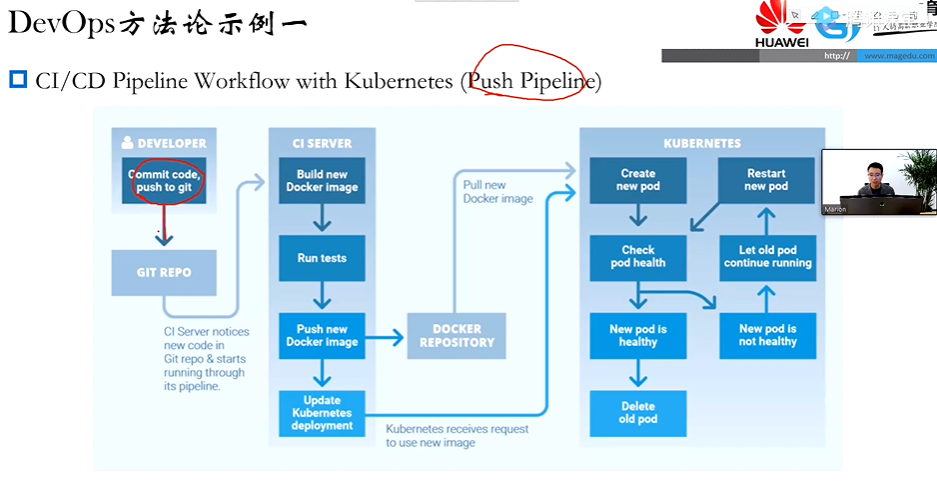 DevOps方法论示例一
HUAWEI
http://
www.magedu.com
CI/CD Pipeline Workflow with Kubernetes (Push Pipeline)
DEVELOPER
Commit code,
push to git
GIT REPO
CI Server notices
new code in
Git repo & starts
running through
its pipeline.
CI SERVER
Build new
Docker image
Run tests
Push new
Docker image
Update
Kubernetes
deployment
DOCKER
REPOSITORY
Pull new
Docker image
Kubernetes receives request
to use new image
KUBERNETES
Create
new pod
Check
pod health
New pod is
healthy
Delete
old pod
Restart
new pod
Let old pod
continue running
New pod is
not healthy
Marion